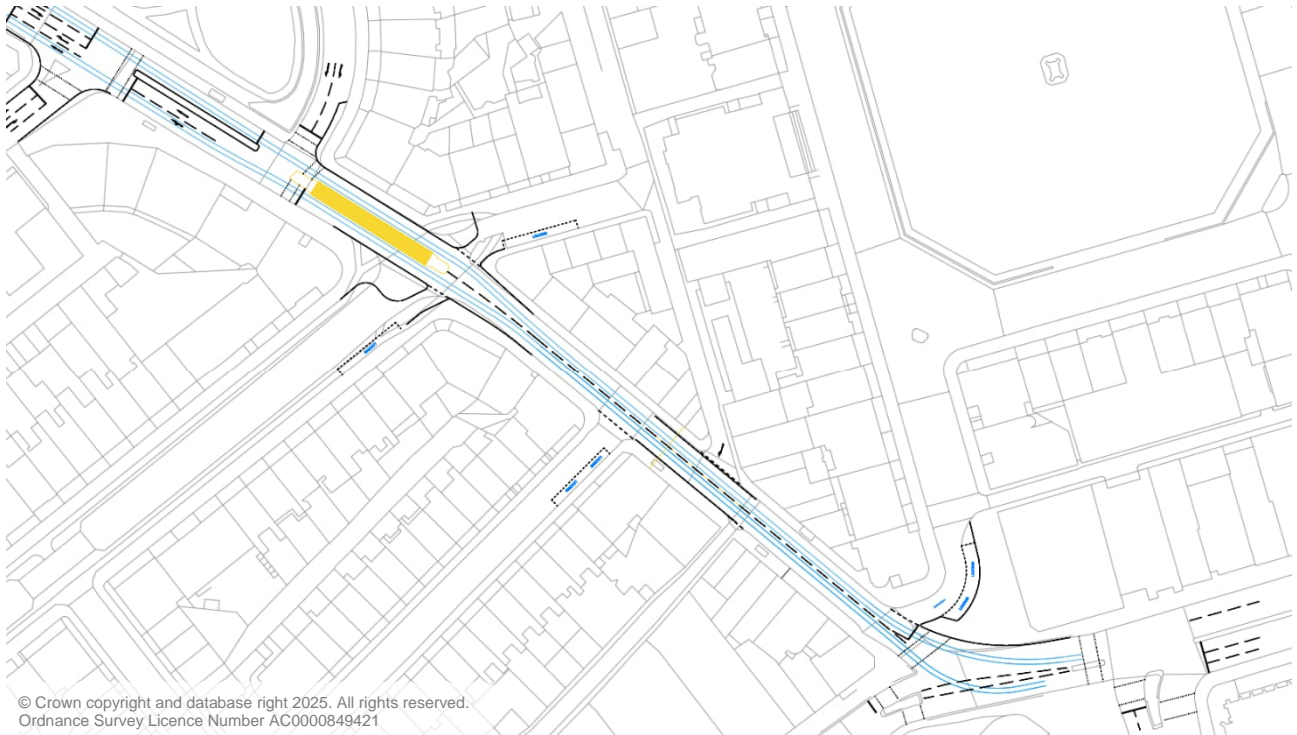 © Crown copyright and database right 2025. All rights reserved.
Ordnance Survey Licence Number AC0000849421